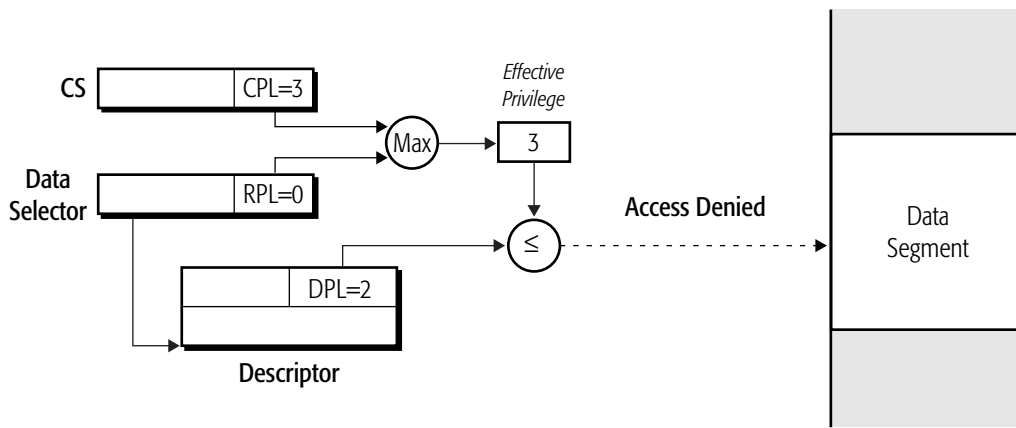 Effective
Privilege
CS
CPL=3
Max
3
Data
Selector
RPL=0
Access Denied
≤
Data
Segment
DPL=2
Descriptor